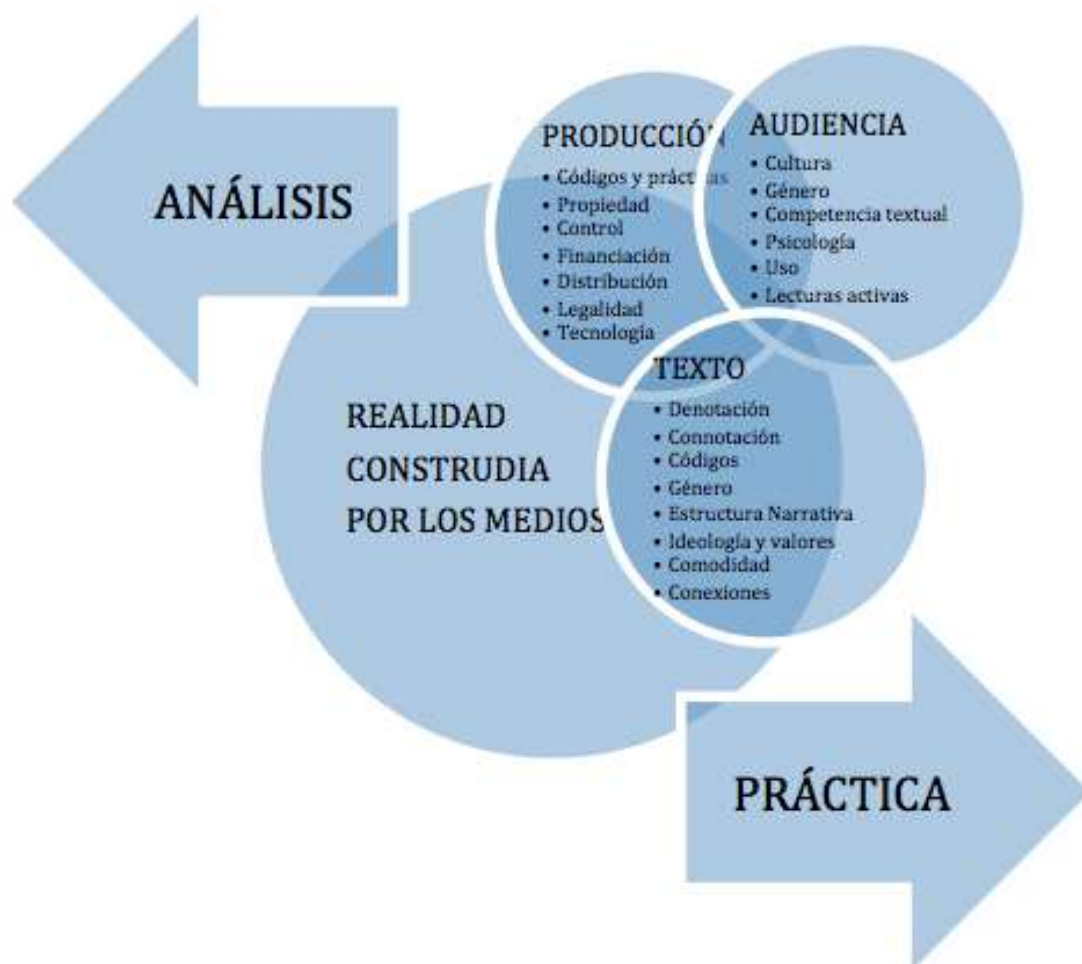 ANÁLISIS
PRODUCCIÓN
• Códigos y prácticas
• Propiedad
• Control
• Financiación
• Distribución
• Legalidad
• Tecnología
AUDIENCIA
• Cultura
• Género
• Competencia textual
• Psicología
• Uso
• Lecturas activas
REALIDAD
CONSTRUDIA
POR LOS MEDIOS
TEXTO
• Denotación
• Connotación
• Códigos
• Género
• Estructura Narrativa
• Ideología y valores
• Comodidad
• Conexiones
PRÁCTICA